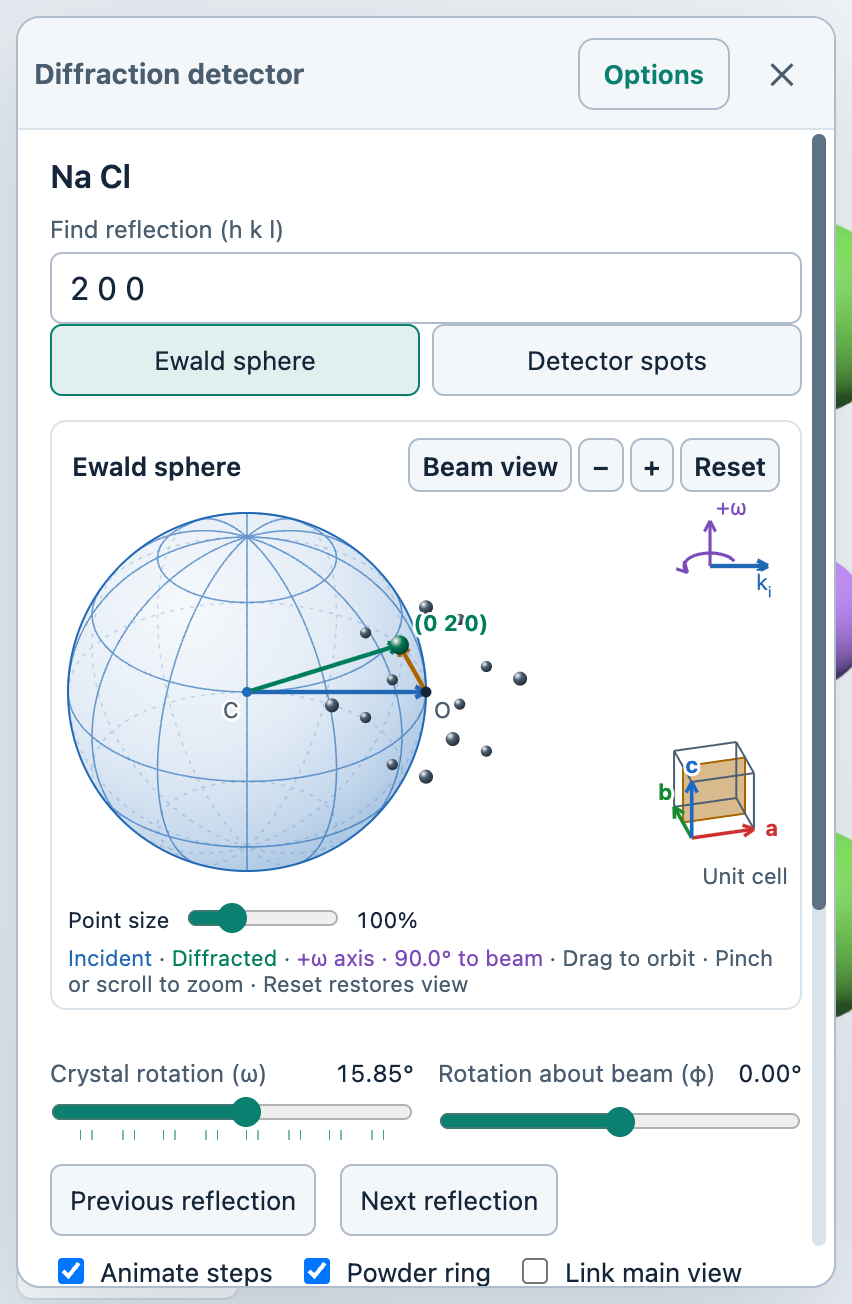 Diffraction detector
Options
Na Cl
Find reflection (h k l)
2 0 0
Ewald sphere
Detector spots
Ewald sphere
Beam view
−
+
Reset
+ω
ki
(0 2 0)
C
O
c
b
a
Unit cell
Point size
100%
Incident · Diffracted · +ω axis · 90.0° to beam · Drag to orbit · Pinch
or scroll to zoom · Reset restores view
Crystal rotation (ω)
15.85°
Rotation about beam (ϕ)
0.00°
Previous reflection
Next reflection
Animate steps
Powder ring
Link main view